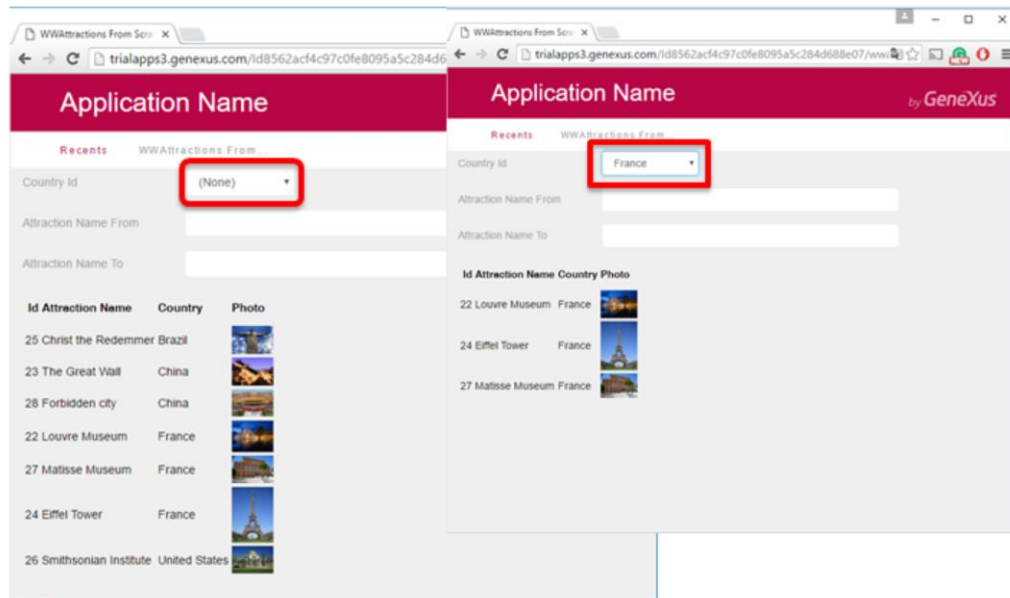 WWAttractions From Scra
trialapps3.genexus.com/Id8562acf4c97c0fe8095a5c284d6
Application Name
Recents WWAttractions From...
Country Id (None)
Attraction Name From
Attraction Name To
Id Attraction Name Country Photo
25 Christ the Redemmer Brazil
23 The Great Wall China
28 Forbidden city China
22 Louvre Museum France
27 Matisse Museum France
24 Eiffel Tower France
26 Smithsonian Institute United States
WWAttractions From Scra
trialapps3.genexus.com/Id8562acf4c97c0fe8095a5c284d688e07/ww
Application Name
by GeneXus
Recents WWAttractions From...
Country Id France
Attraction Name From
Attraction Name To
Id Attraction Name Country Photo
22 Louvre Museum France
24 Eiffel Tower France
27 Matisse Museum France